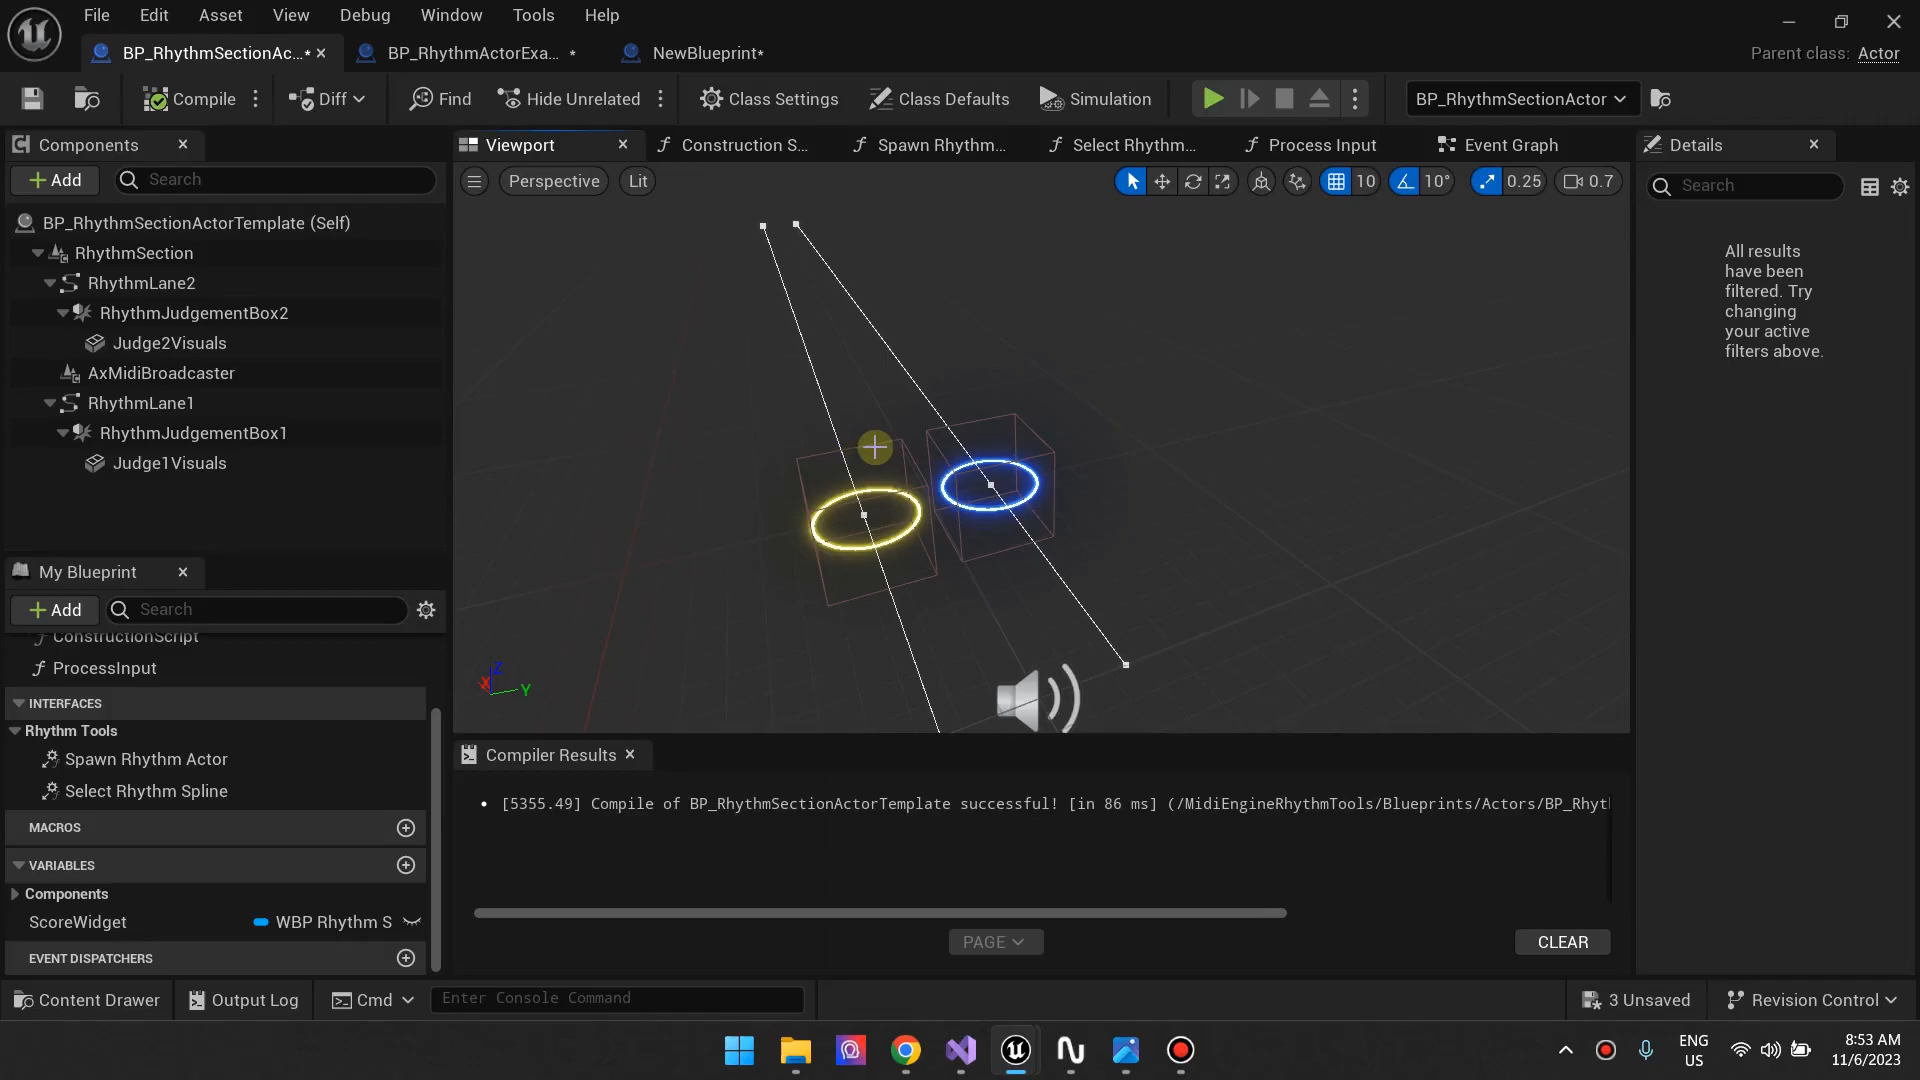 File Edit Asset View Debug Window Tools Help
BP_RhythmSectionAc...* BP_RhythmActorExa... * NewBlueprint* Parent class: Actor
Compile Diff Find Hide Unrelated Class Settings Class Defaults Simulation BP_RhythmSectionActor
Components
Add Search
BP_RhythmSectionActorTemplate (Self)
RhythmSection
RhythmLane2
RhythmJudgementBox2
Judge2Visuals
AxMidiBroadcaster
RhythmLane1
RhythmJudgementBox1
Judge1Visuals
My Blueprint
Add Search
ConstructionScript
ProcessInput
INTERFACES
Rhythm Tools
Spawn Rhythm Actor
Select Rhythm Spline
MACROS
VARIABLES
Components
ScoreWidget WBP Rhythm S
EVENT DISPATCHERS
Viewport Construction S... Spawn Rhythm... Select Rhythm... Process Input Event Graph
Perspective Lit 10 10° 0.25 0.7
Z
X Y
Compiler Results
• [5355.49] Compile of BP_RhythmSectionActorTemplate successful! [in 86 ms] (/MidiEngineRhythmTools/Blueprints/Actors/BP_Rhyt
PAGE CLEAR
Details
Search
All results
have been
filtered. Try
changing
your active
filters above.
Content Drawer Output Log Cmd Enter Console Command 3 Unsaved Revision Control
ENG
US
8:53 AM
11/6/2023